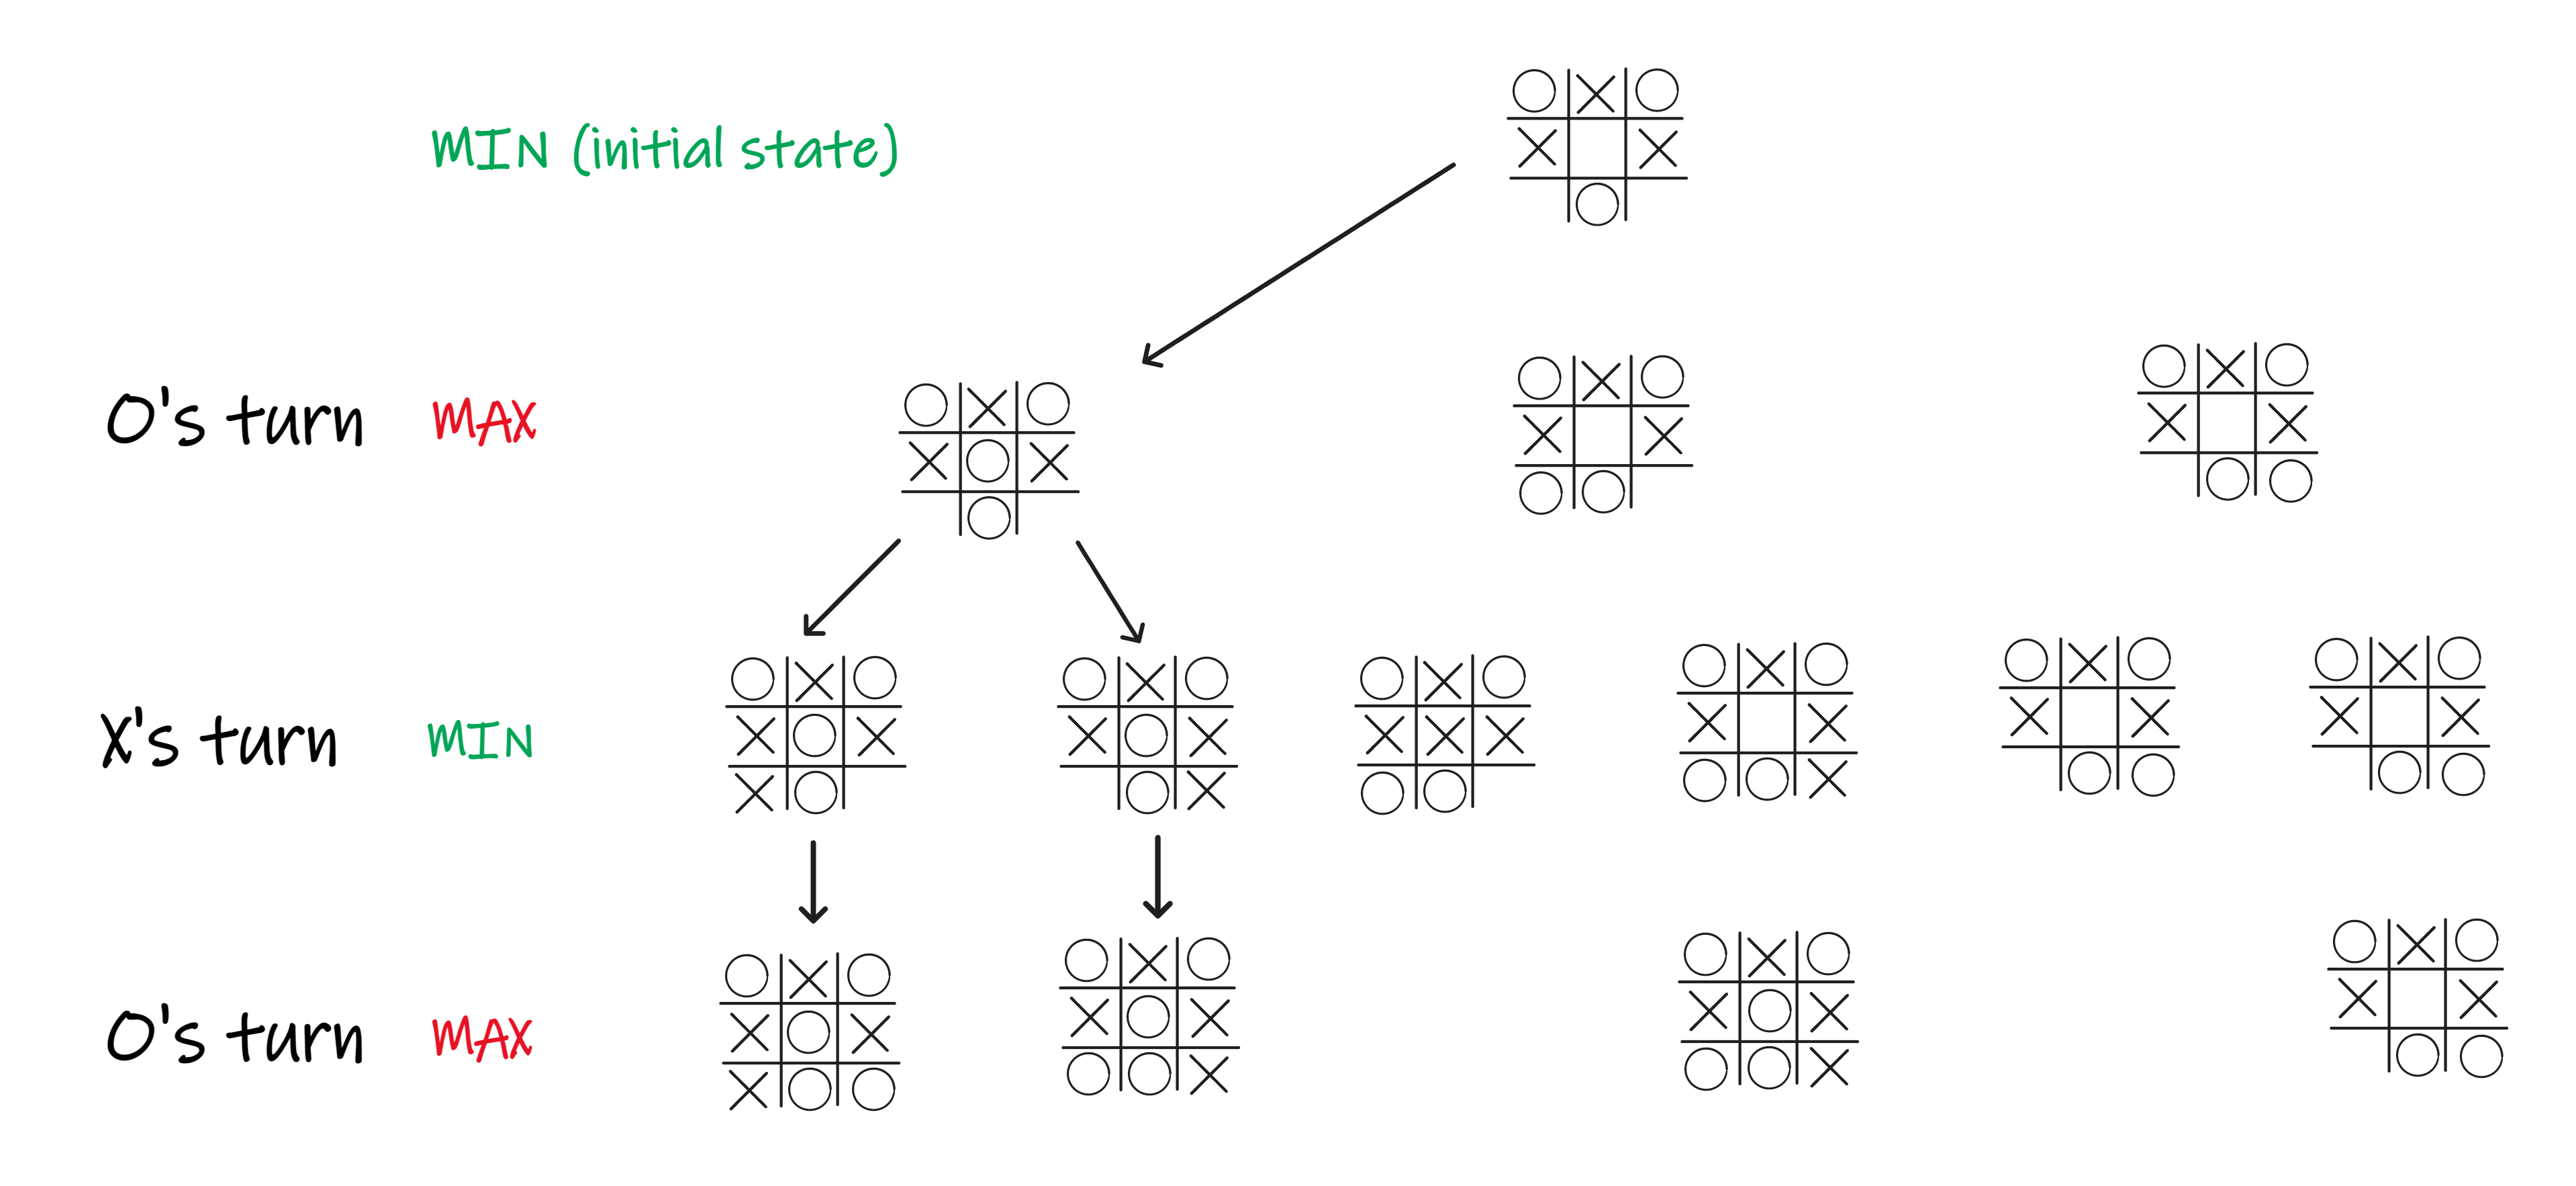 MIN (initial state)
O's turn MAX
X's turn MIN
O's turn MAX